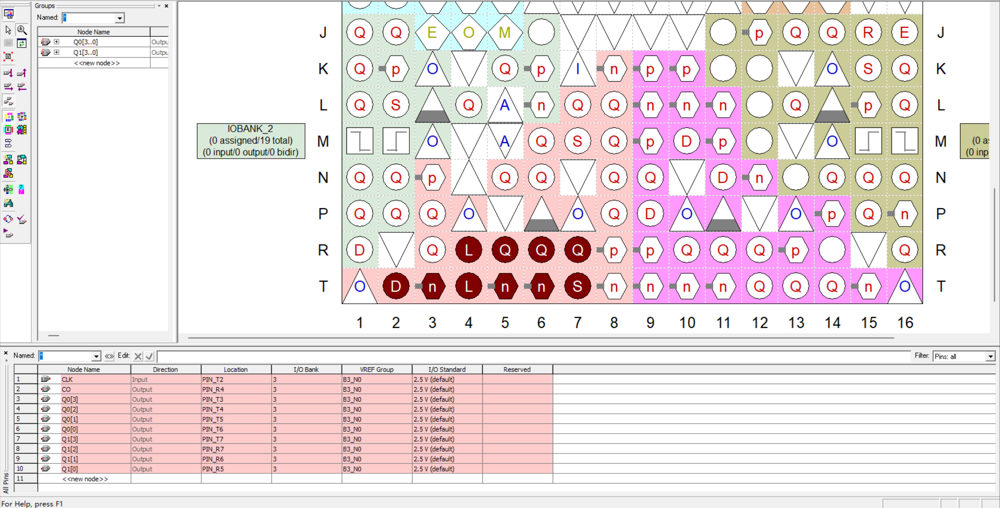 Groups
Named: *
Node Name
Q0[3..0] Outpu
Q1[3..0] Outpu
<<new node>>
J Q Q E O M p Q Q R E J
K Q p O Q p I n p p O S Q K
L Q S Q A n Q Q n n n Q p Q L
IOBANK_2
(0 assigned/19 total)
(0 input/0 output/0 bidir)
M O A Q S Q p D p O M
(0 as
(0 inp
N Q Q p Q Q Q Q D n Q Q Q N
P Q Q Q O O Q D O O p Q n P
R D Q L Q Q Q p p Q Q Q p Q R
T O D n L n n S n n n n Q Q Q n O T
1 2 3 4 5 6 7 8 9 10 11 12 13 14 15 16
Named: * Edit: Filter: Pins: all
Node Name Direction Location I/O Bank VREF Group I/O Standard Reserved
1 CLK Input PIN_T2 3 B3_N0 2.5 V (default)
2 CO Output PIN_R4 3 B3_N0 2.5 V (default)
3 Q0[3] Output PIN_T3 3 B3_N0 2.5 V (default)
4 Q0[2] Output PIN_T4 3 B3_N0 2.5 V (default)
5 Q0[1] Output PIN_T5 3 B3_N0 2.5 V (default)
6 Q0[0] Output PIN_T6 3 B3_N0 2.5 V (default)
7 Q1[3] Output PIN_T7 3 B3_N0 2.5 V (default)
8 Q1[2] Output PIN_R7 3 B3_N0 2.5 V (default)
9 Q1[1] Output PIN_R6 3 B3_N0 2.5 V (default)
10 Q1[0] Output PIN_R5 3 B3_N0 2.5 V (default)
11 <<new node>>
All Pins
For Help, press F1